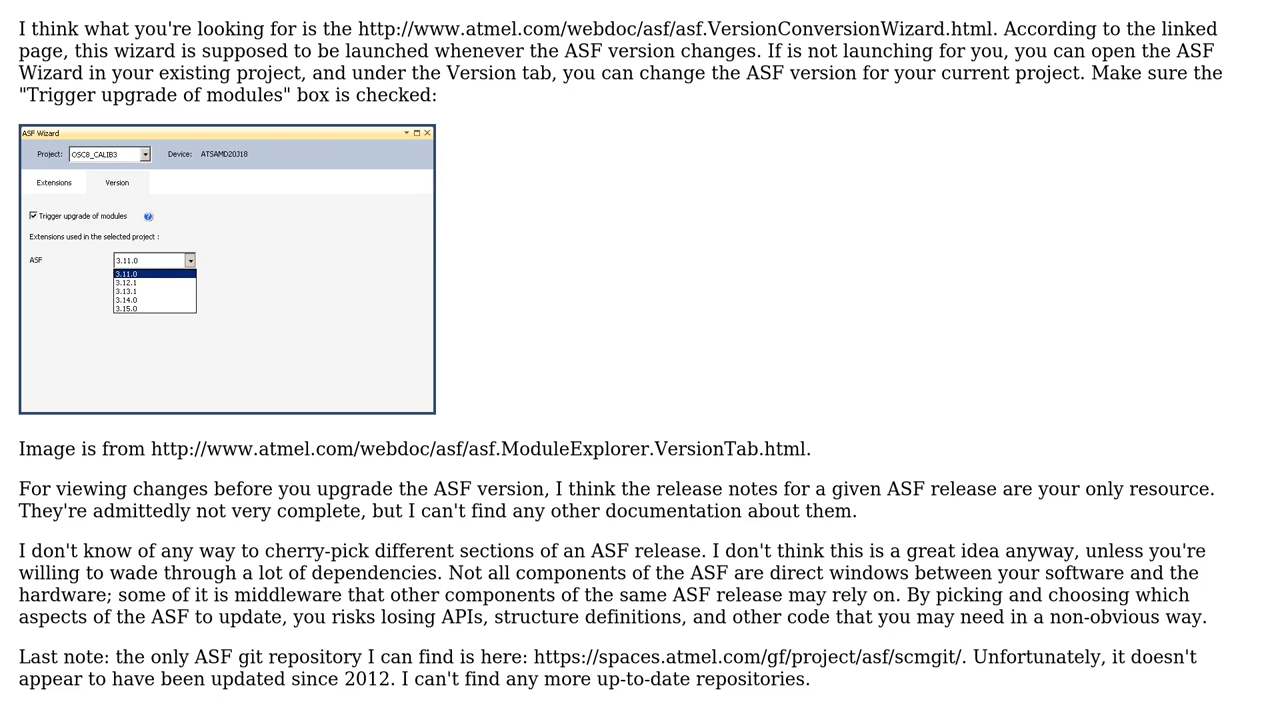 I think what you're looking for is the http://www.atmel.com/webdoc/asf/asf.VersionConversionWizard.html. According to the linked
page, this wizard is supposed to be launched whenever the ASF version changes. If is not launching for you, you can open the ASF
Wizard in your existing project, and under the Version tab, you can change the ASF version for your current project. Make sure the
"Trigger upgrade of modules" box is checked:
ASF Wizard
Project: OSC8_CALIB3 Device: ATSAMD20J18
Extensions Version
Trigger upgrade of modules ?
Extensions used in the selected project :
ASF 3.11.0
3.11.0
3.12.1
3.13.1
3.14.0
3.15.0
Image is from http://www.atmel.com/webdoc/asf/asf.ModuleExplorer.VersionTab.html.
For viewing changes before you upgrade the ASF version, I think the release notes for a given ASF release are your only resource.
They're admittedly not very complete, but I can't find any other documentation about them.
I don't know of any way to cherry-pick different sections of an ASF release. I don't think this is a great idea anyway, unless you're
willing to wade through a lot of dependencies. Not all components of the ASF are direct windows between your software and the
hardware; some of it is middleware that other components of the same ASF release may rely on. By picking and choosing which
aspects of the ASF to update, you risks losing APIs, structure definitions, and other code that you may need in a non-obvious way.
Last note: the only ASF git repository I can find is here: https://spaces.atmel.com/gf/project/asf/scmgit/. Unfortunately, it doesn't
appear to have been updated since 2012. I can't find any more up-to-date repositories.